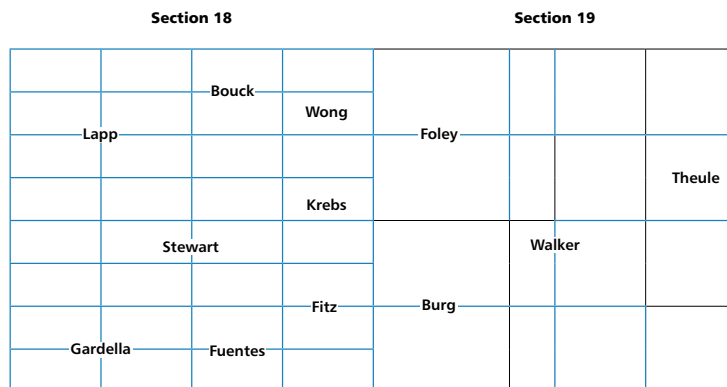 Section 18 Section 19
Bouck
Wong
Lapp Foley
Theule
Krebs
Stewart Walker
Fitz Burg
Gardella Fuentes